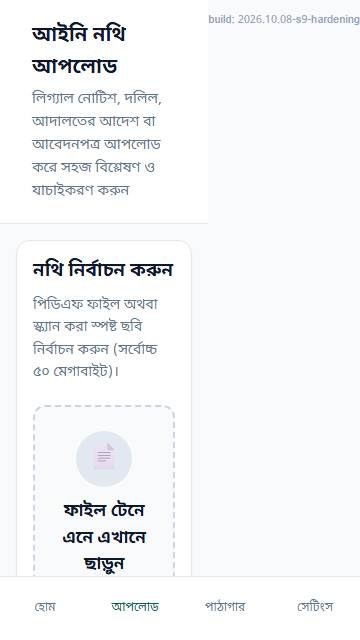 build: 2026.10.08-s9-hardening
আইনি নথি
আপলোড
লিগ্যাল নোটিশ, দলিল,
আদালতের আদেশ বা
আবেদনপত্র আপলোড
করে সহজ বিশ্লেষণ ও
যাচাইকরণ করুন
নথি নির্বাচন করুন
পিডিএফ ফাইল অথবা
স্ক্যান করা স্পষ্ট ছবি
নির্বাচন করুন (সর্বোচ্চ
৫০ মেগাবাইট)।
ফাইল টেনে
এনে এখানে
ছাড়ুন
হোম
আপলোড
পাঠাগার
সেটিংস